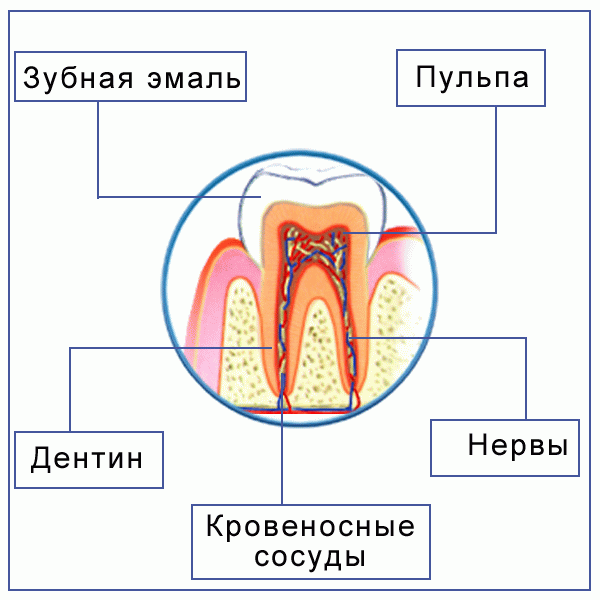 Зубная эмаль
Пульпа
Дентин
Нервы
Кровеносные
сосуды